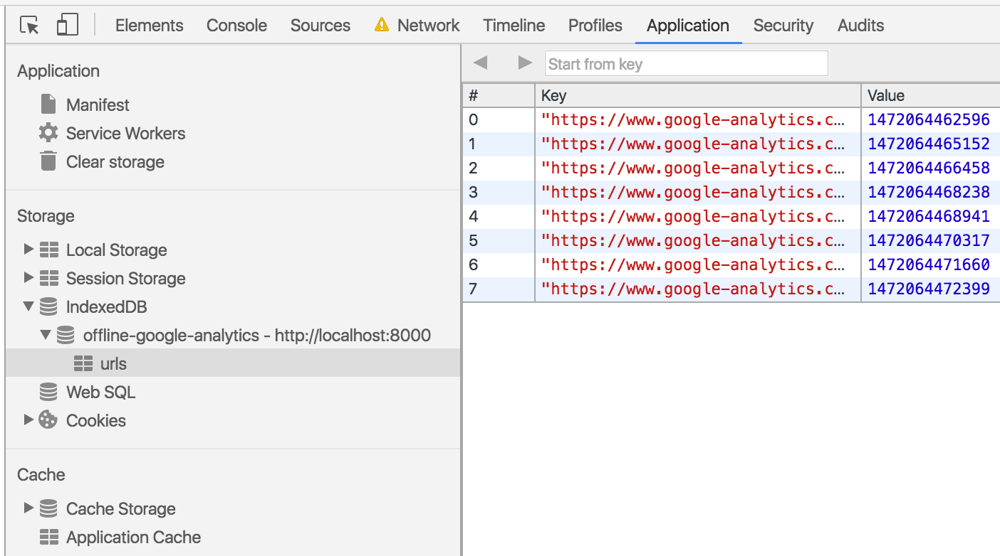 Elements Console Sources Network Timeline Profiles Application Security Audits
Application
Manifest
Service Workers
Clear storage
Storage
Local Storage
Session Storage
IndexedDB
offline-google-analytics - http://localhost:8000
urls
Web SQL
Cookies
Cache
Cache Storage
Application Cache
Start from key
# Key Value
0 "https://www.google-analytics.c… 1472064462596
1 "https://www.google-analytics.c… 1472064465152
2 "https://www.google-analytics.c… 1472064466458
3 "https://www.google-analytics.c… 1472064468238
4 "https://www.google-analytics.c… 1472064468941
5 "https://www.google-analytics.c… 1472064470317
6 "https://www.google-analytics.c… 1472064471660
7 "https://www.google-analytics.c… 1472064472399